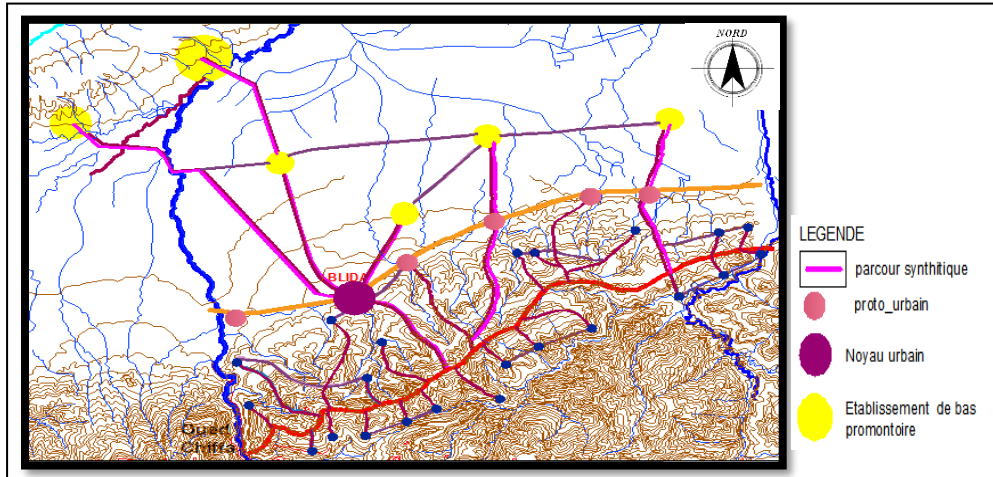 NORD
BLIDA
Oued
Chiffa
LEGENDE
parcour synthitique
proto_urbain
Noyau urbain
Etablissement de bas
promontoire